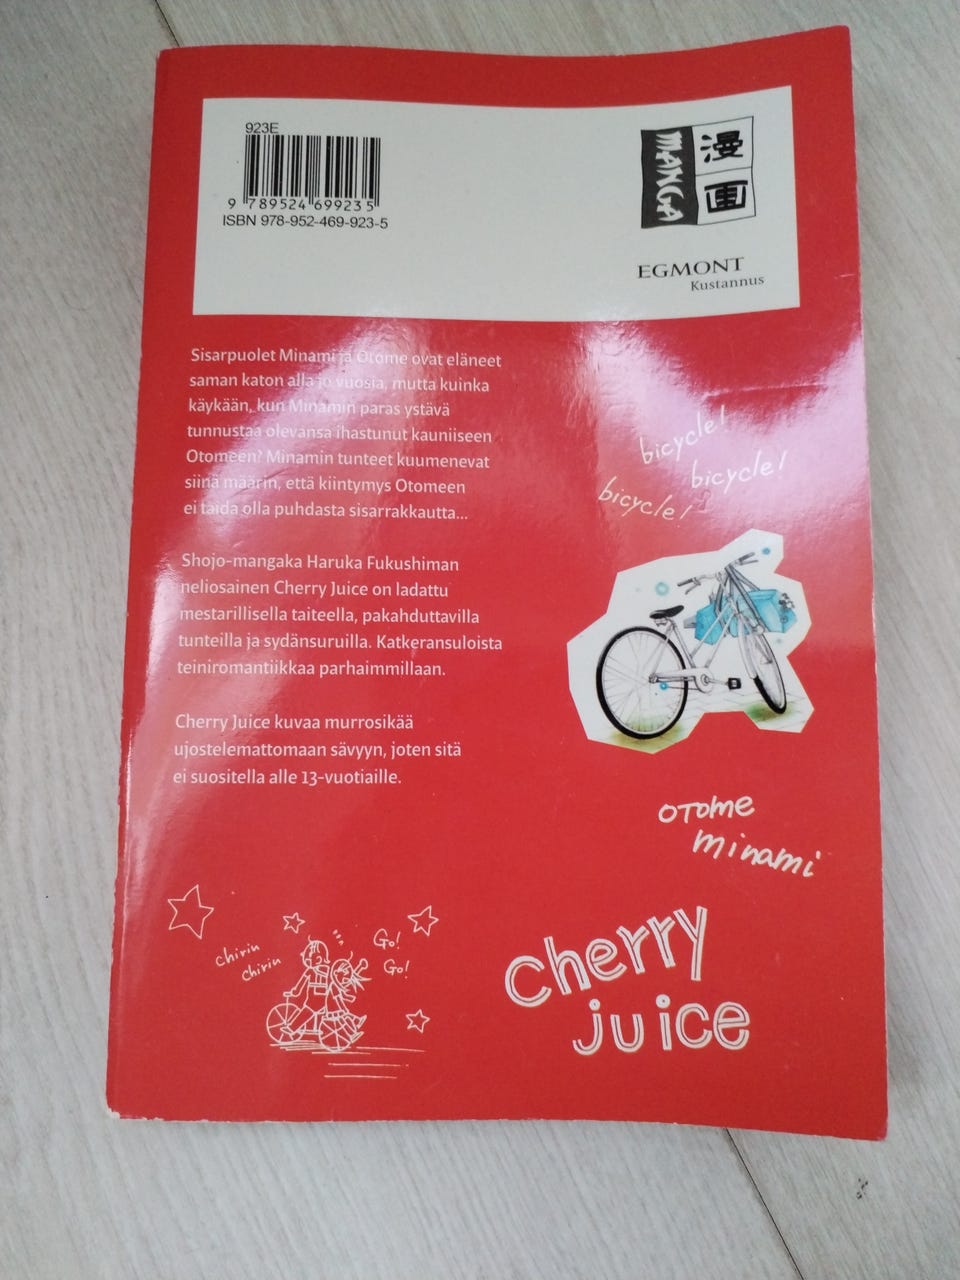 923E
9 789524 699235
ISBN 978-952-469-923-5
MANGA
漫
画
EGMONT
Kustannus
Sisarpuolet Minami ja Otome ovat eläneet
saman katon alla jo vuosia, mutta kuinka
käykään, kun Minamin paras ystävä
tunnustaa olevansa ihastunut kauniiseen
Otomeen? Minamin tunteet kuumenevat
siinä määrin, että kiintymys Otomeen
ei taida olla puhdasta sisarrakkautta...
Shojo-mangaka Haruka Fukushiman
neliosainen Cherry Juice on ladattu
mestarillisella taiteella, pakahduttavilla
tunteilla ja sydänsuruilla. Katkeransuloista
teiniromantiikkaa parhaimmillaan.
Cherry Juice kuvaa murrosikää
ujostelemattomaan sävyyn, joten sitä
ei suositella alle 13-vuotiaille.
bicycle!
bicycle!
bicycle!
otome
minami
chirin
chirin
Go!
Go!
cherry
juice